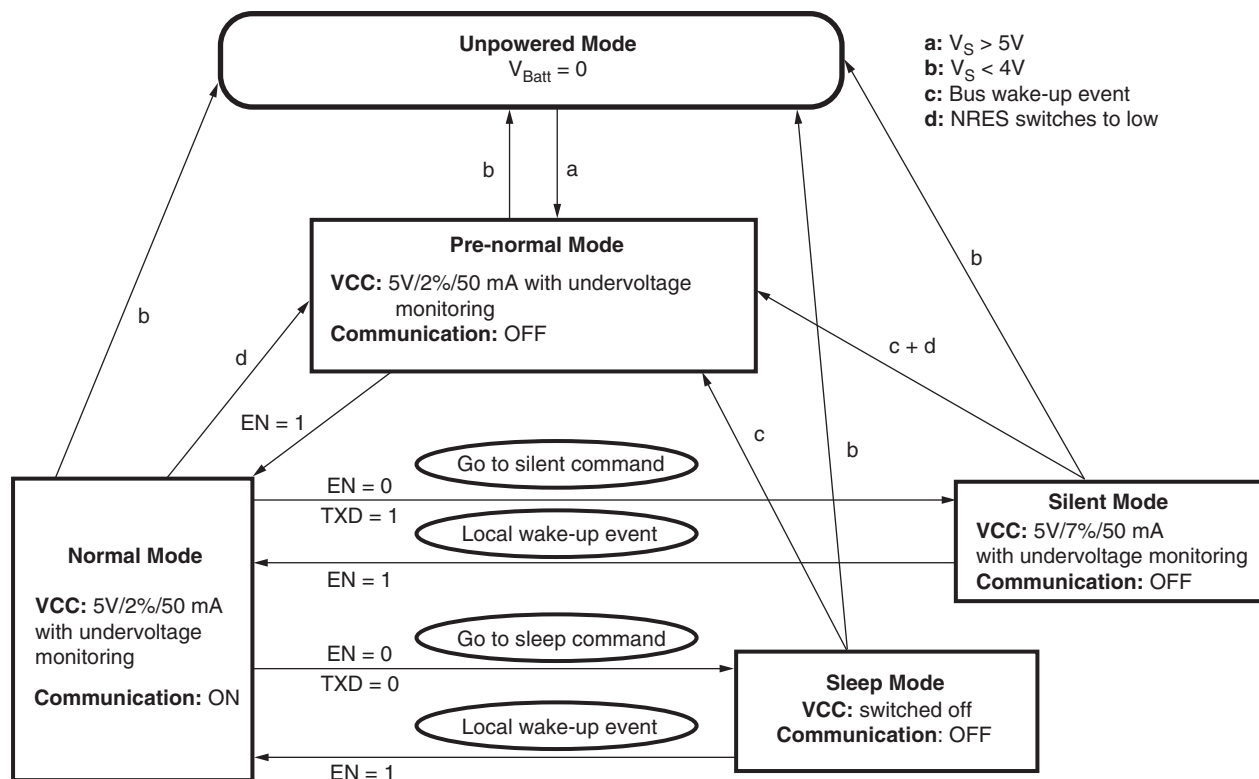 Unpowered Mode
V_Batt = 0
a: V_S > 5V
b: V_S < 4V
c: Bus wake-up event
d: NRES switches to low
b
a
Pre-normal Mode
VCC: 5V/2%/50 mA with undervoltage
monitoring
Communication: OFF
b
d
b
c + d
EN = 1
c
b
Go to silent command
EN = 0
TXD = 1
Local wake-up event
EN = 1
Silent Mode
VCC: 5V/7%/50 mA
with undervoltage monitoring
Communication: OFF
Normal Mode
VCC: 5V/2%/50 mA
with undervoltage
monitoring
Communication: ON
Go to sleep command
EN = 0
TXD = 0
Local wake-up event
EN = 1
Sleep Mode
VCC: switched off
Communication: OFF